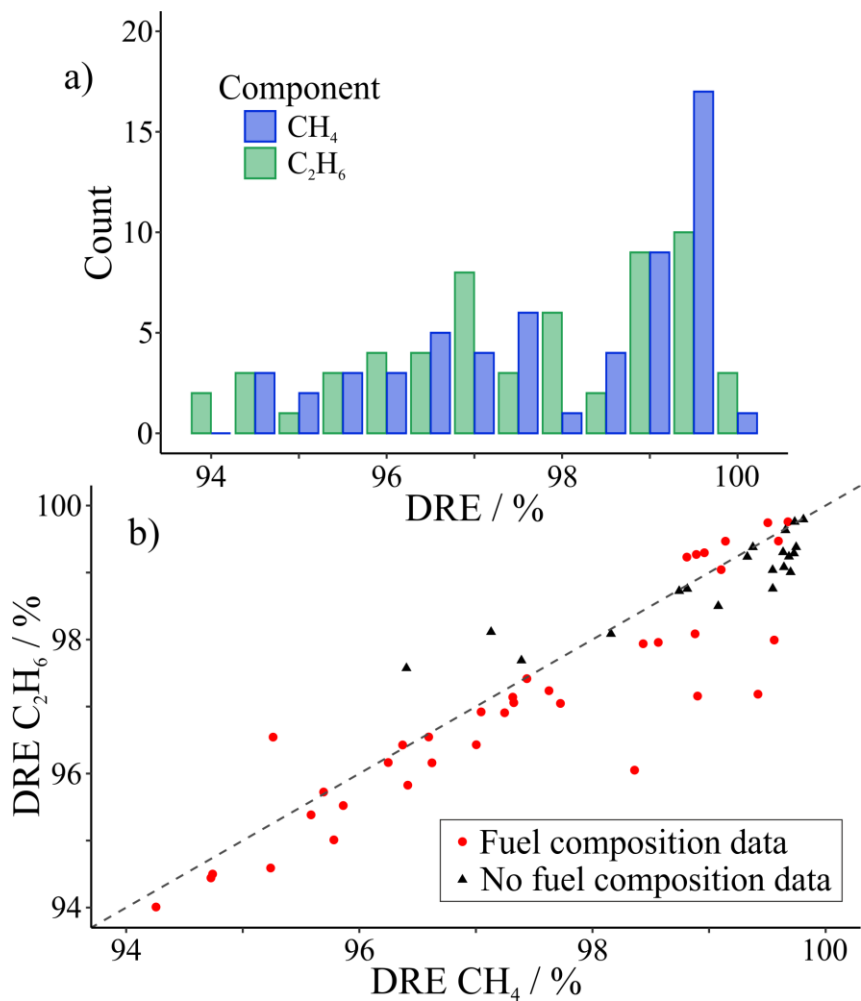 20
a)
Component
CH₄
C₂H₆
15
10
5
0
Count
94 96 98 100
DRE / %
b)
100
98
96
94
DRE C₂H₆ / %
Fuel composition data
No fuel composition data
94 96 98 100
DRE CH₄ / %